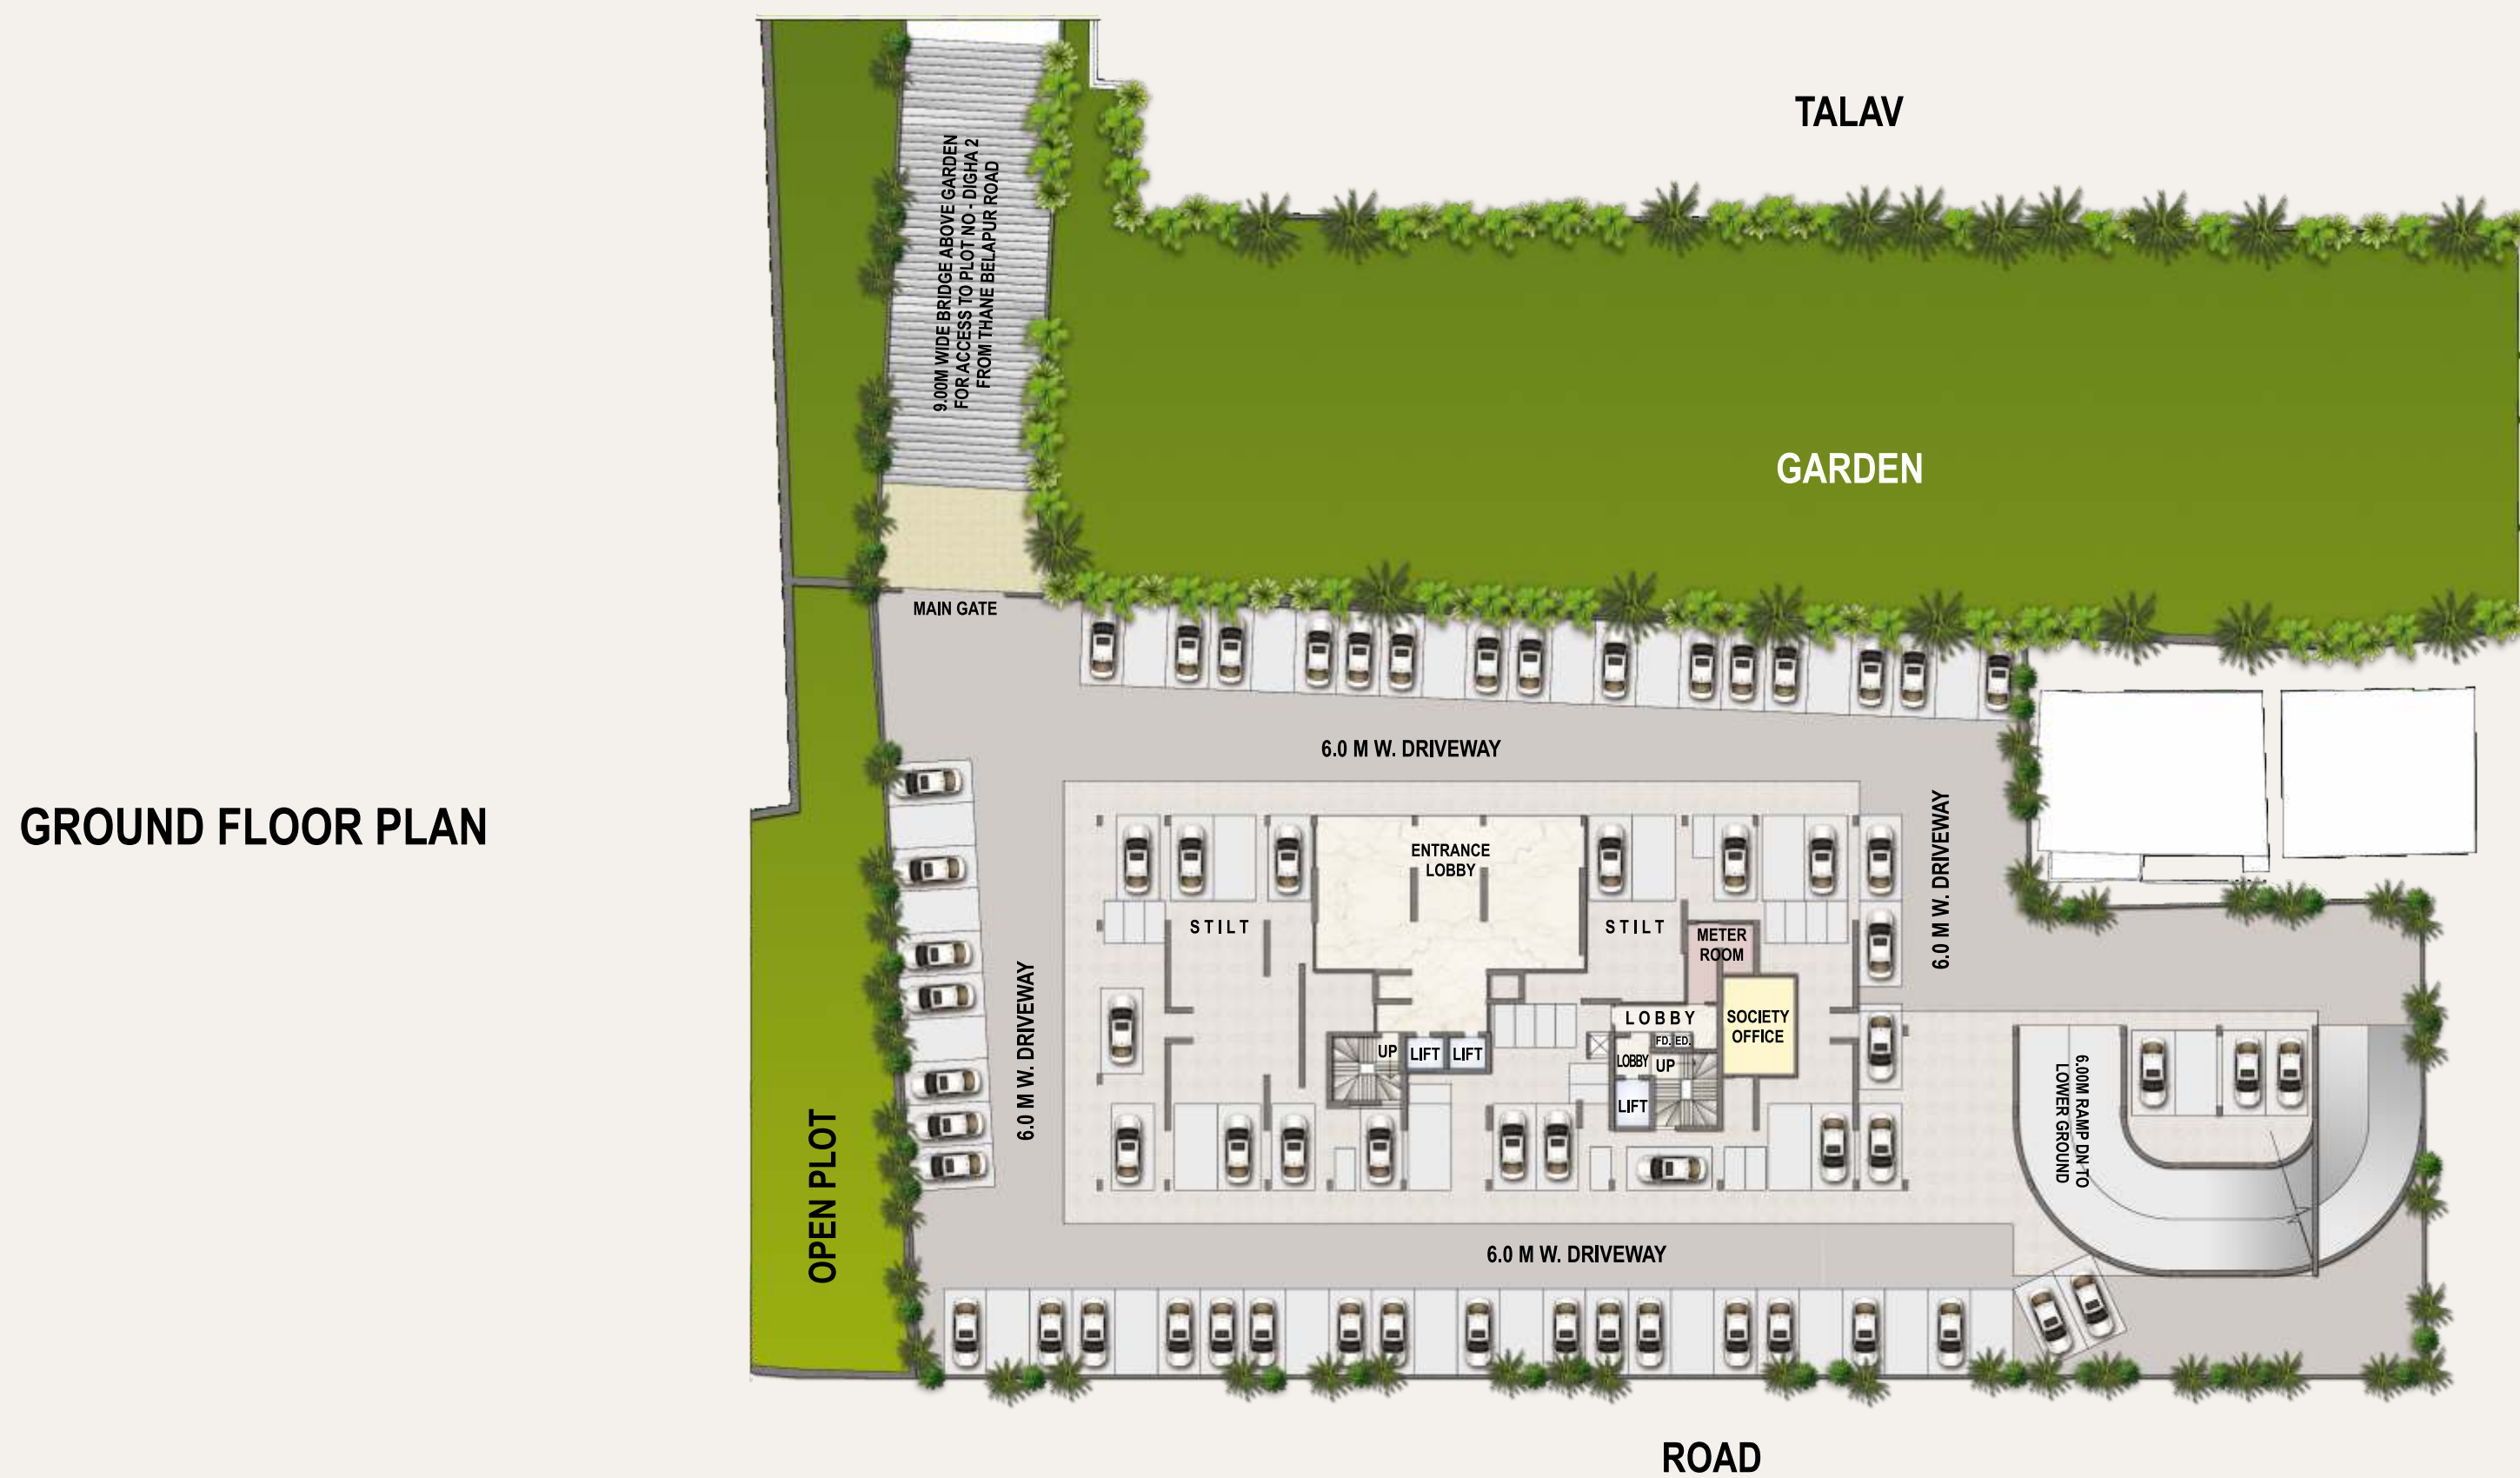 TALAV
9.00M WIDE BRIDGE ABOVE GARDEN
FOR ACCESS TO PLOT NO - DIGHA 2
FROM THANE BELAPUR ROAD
GARDEN
MAIN GATE
6.0 M W. DRIVEWAY
GROUND FLOOR PLAN
ENTRANCE
LOBBY
6.0 M W. DRIVEWAY
STILT
STILT
METER
ROOM
6.0 M W. DRIVEWAY
LOBBY
SOCIETY
OFFICE
UP
LIFT
LIFT
FD.
ED.
LOBBY
UP
LIFT
6.00M RAMP DN TO
LOWER GROUND
OPEN PLOT
6.0 M W. DRIVEWAY
ROAD